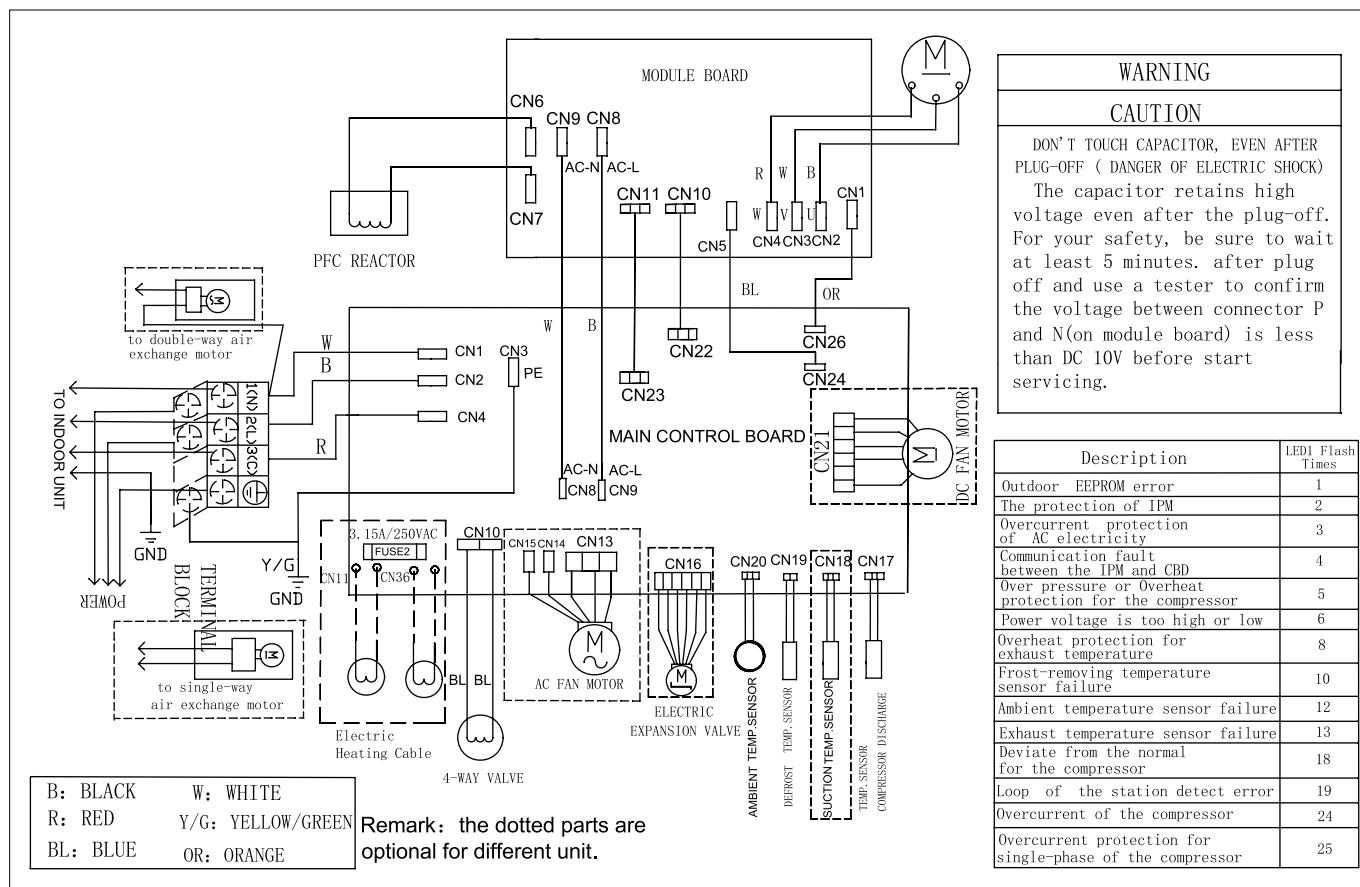 MODULE BOARD
M
CN6
CN9
CN8
AC-N
AC-L
CN7
PFC REACTOR
CN11
CN10
R
W
B
CN5
W
V
U
CN4
CN3
CN2
CN1
BL
OR
W
B
CN22
CN23
CN26
CN24
to double-way air
exchange motor
M
W
B
R
CN1
CN2
CN4
CN3
PE
1(N)
2(L)
3(C)
TO INDOOR UNIT
GND
POWER
TERMINAL
BLOCK
Y/G
GND
MAIN CONTROL BOARD
AC-N
AC-L
CN8
CN9
CN21
M
DC FAN MOTOR
to single-way
air exchange motor
M
3.15A/250VAC
FUSE2
CN11
CN36
Electric
Heating Cable
CN10
BL
BL
4-WAY VALVE
CN15
CN14
CN13
M
AC FAN MOTOR
CN16
M
ELECTRIC
EXPANSION VALVE
CN20
CN19
CN18
CN17
AMBIENT TEMP.SENSOR
DEFROST TEMP.SENSOR
SUCTION TEMP.SENSOR
TEMP.SENSOR
COMPRESSOR DISCHARGE
WARNING
CAUTION
DON'T TOUCH CAPACITOR, EVEN AFTER
PLUG-OFF ( DANGER OF ELECTRIC SHOCK)
The capacitor retains high
voltage even after the plug-off.
For your safety, be sure to wait
at least 5 minutes. after plug
off and use a tester to confirm
the voltage between connector P
and N(on module board) is less
than DC 10V before start
servicing.
Description LED1 Flash
Times
Outdoor EEPROM error 1
The protection of IPM 2
Overcurrent protection
of AC electricity 3
Communication fault
between the IPM and CBD 4
Over pressure or Overheat
protection for the compressor 5
Power voltage is too high or low 6
Overheat protection for
exhaust temperature 8
Frost-removing temperature
sensor failure 10
Ambient temperature sensor failure 12
Exhaust temperature sensor failure 13
Deviate from the normal
for the compressor 18
Loop of the station detect error 19
Overcurrent of the compressor 24
Overcurrent protection for
single-phase of the compressor 25
B: BLACK W: WHITE
R: RED Y/G: YELLOW/GREEN
BL: BLUE OR: ORANGE
Remark: the dotted parts are
optional for different unit.